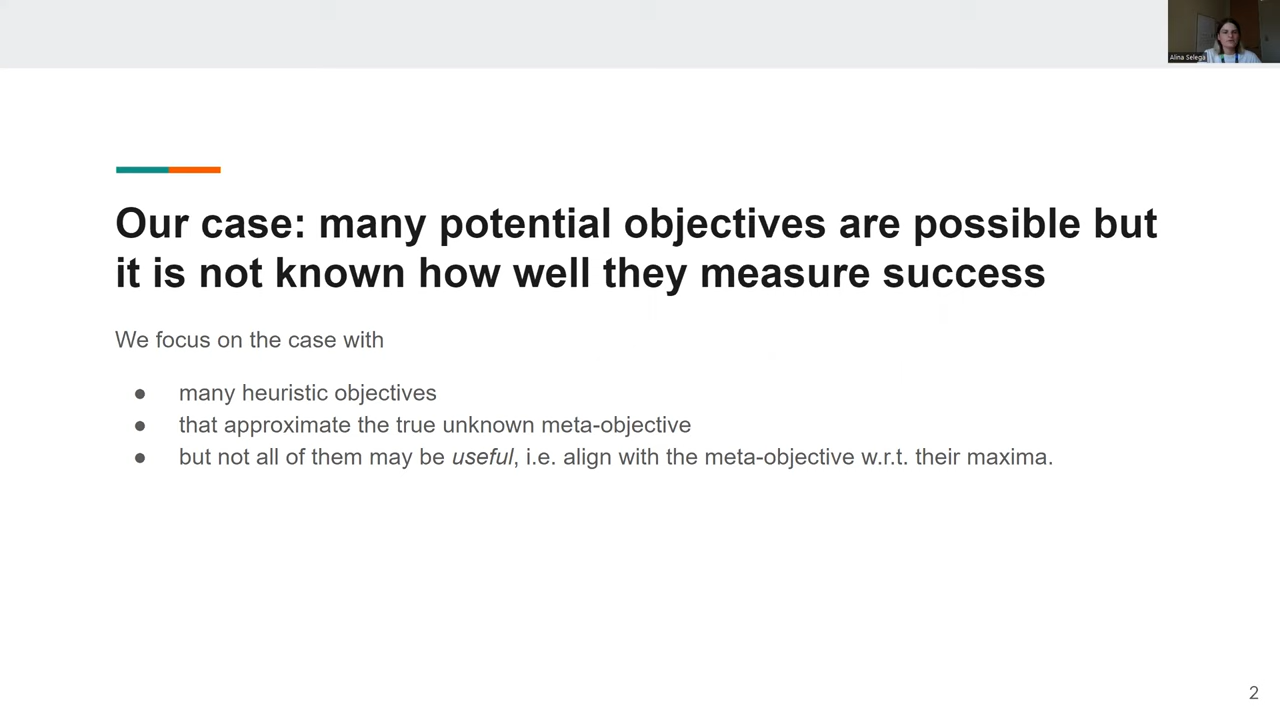 Alina Selega
Our case: many potential objectives are possible but
it is not known how well they measure success
We focus on the case with
● many heuristic objectives
● that approximate the true unknown meta-objective
● but not all of them may be useful, i.e. align with the meta-objective w.r.t. their maxima.
2